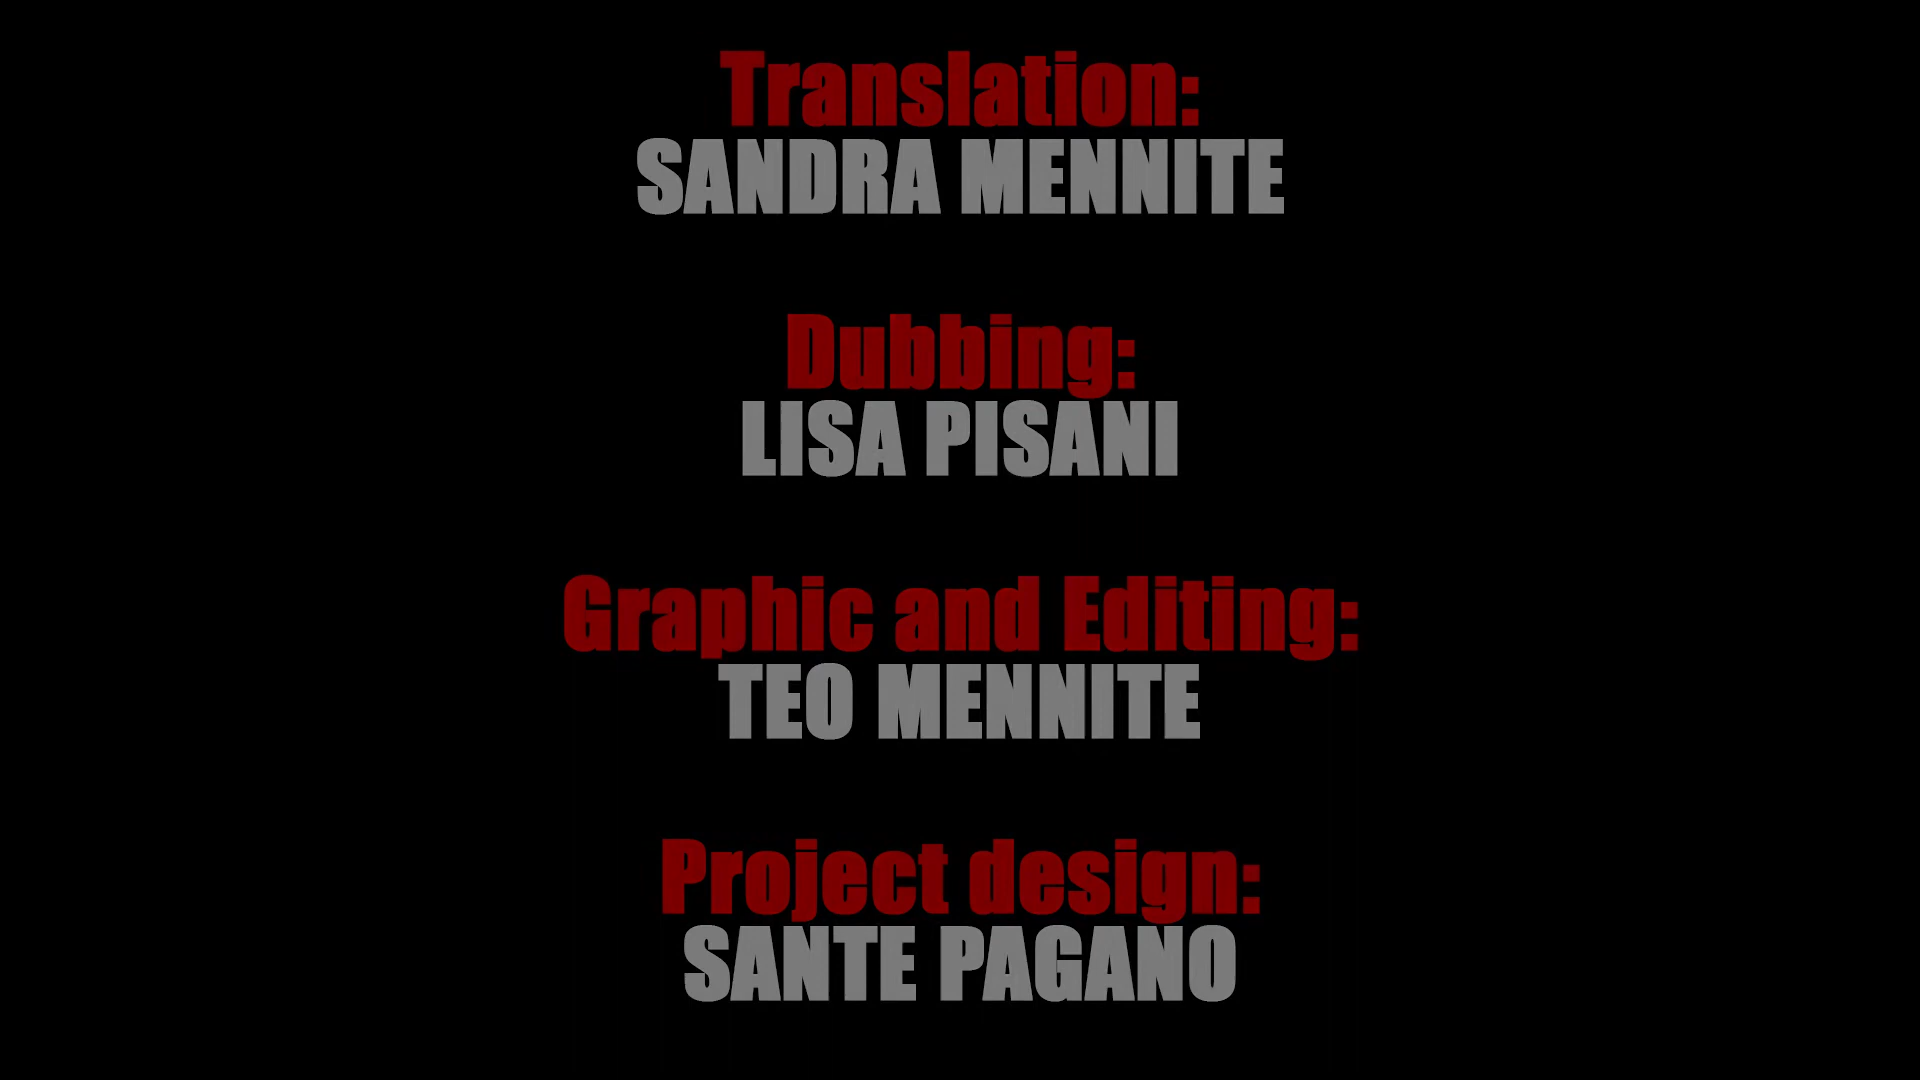 Translation:
SANDRA MENNITE
Dubbing:
LISA PISANI
Graphic and Editing:
TEO MENNITE
Project design:
SANTE PAGANO